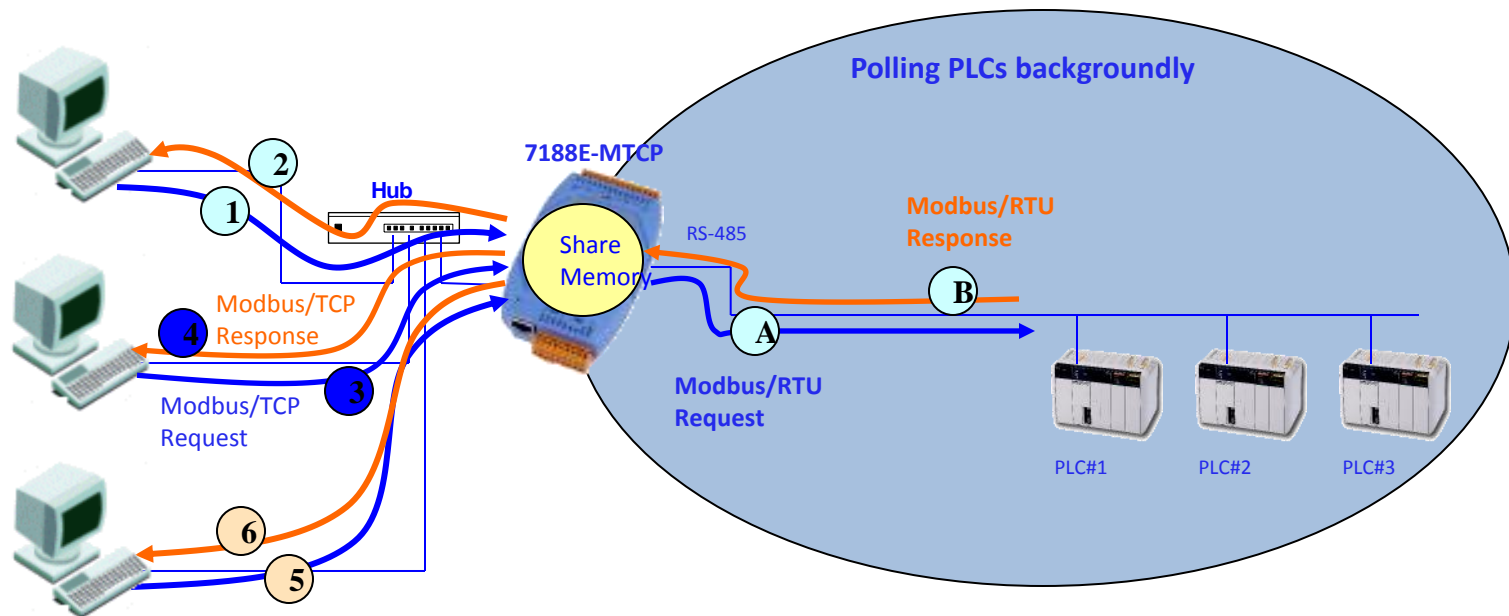 Polling PLCs backgroundly
7188E-MTCP
2
Hub
1
Modbus/RTU
Response
RS-485
Share
Memory
B
Modbus/TCP
Response
4
A
3
Modbus/TCP
Request
Modbus/RTU
Request
PLC#1
PLC#2
PLC#3
6
5